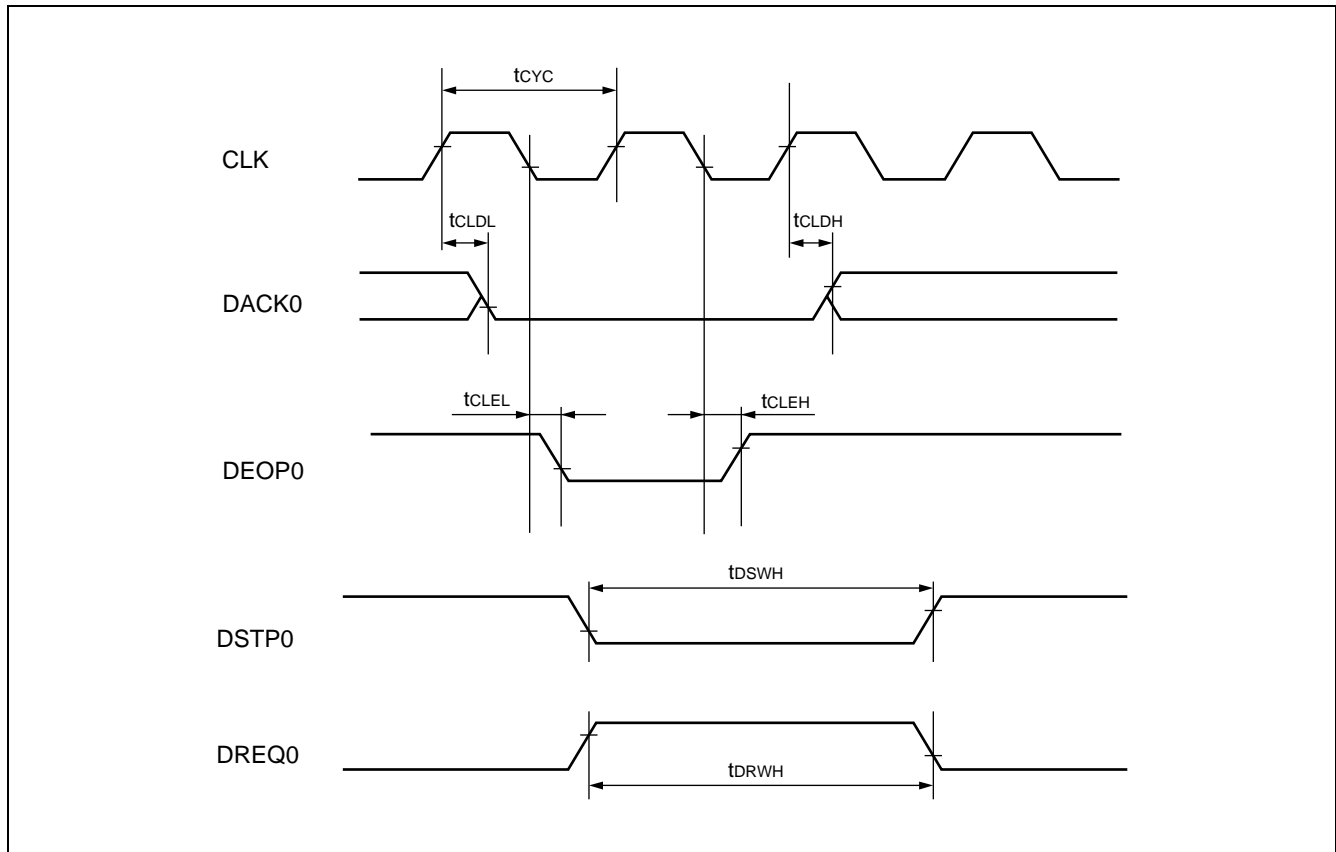 tCYC
CLK
tCLDL
tCLDH
DACK0
tCLEL
tCLEH
DEOP0
tDSWH
DSTP0
DREQ0
tDRWH